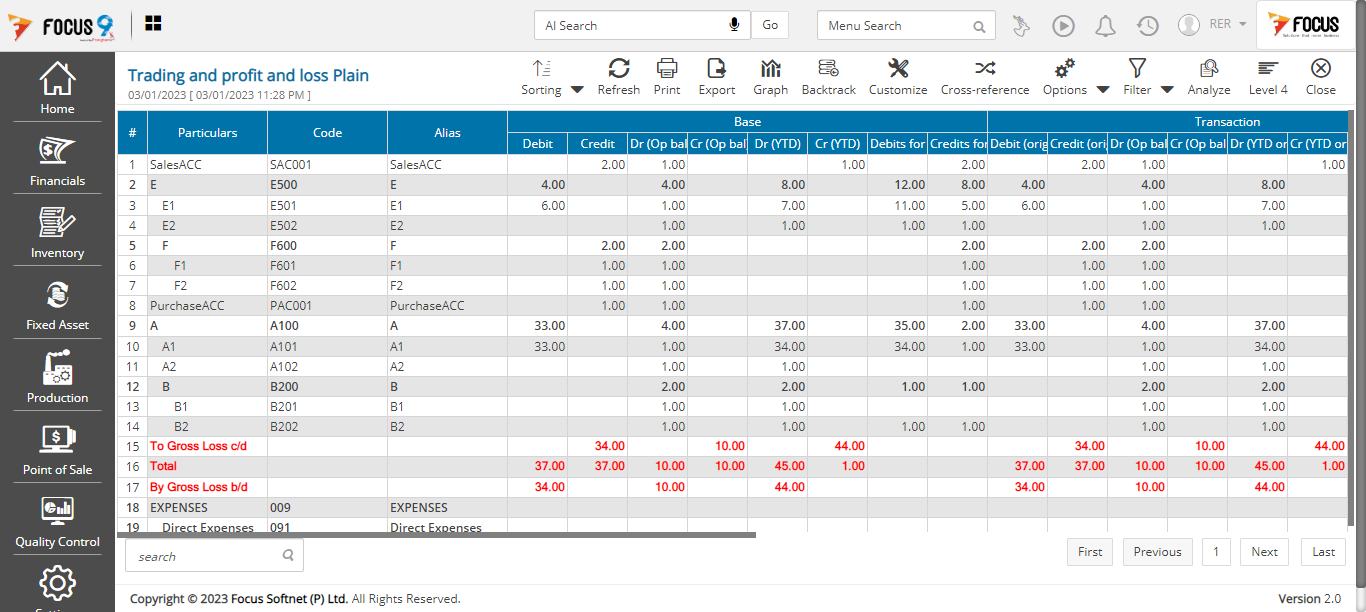 FOCUS 9
AI Search
Go
Menu Search
RER
FOCUS
Trading and profit and loss Plain
03/01/2023 [ 03/01/2023 11:28 PM ]
Sorting Refresh Print Export Graph Backtrack Customize Cross-reference Options Filter Analyze Level 4 Close
Home
Financials
Inventory
Fixed Asset
Production
Point of Sale
Quality Control
# Particulars Code Alias Base Transaction
Debit Credit Dr (Op bal Cr (Op bal Dr (YTD) Cr (YTD) Debits for Credits for Debit (orig Credit (ori Dr (Op bal Cr (Op bal Dr (YTD or Cr (YTD or
1 SalesACC SAC001 SalesACC 2.00 1.00 1.00 2.00 2.00 1.00 1.00
2 E E500 E 4.00 4.00 8.00 12.00 8.00 4.00 4.00 8.00
3 E1 E501 E1 6.00 1.00 7.00 11.00 5.00 6.00 1.00 7.00
4 E2 E502 E2 1.00 1.00 1.00 1.00 1.00 1.00
5 F F600 F 2.00 2.00 2.00 2.00 2.00
6 F1 F601 F1 1.00 1.00 1.00 1.00 1.00
7 F2 F602 F2 1.00 1.00 1.00 1.00 1.00
8 PurchaseACC PAC001 PurchaseACC 1.00 1.00 1.00 1.00 1.00
9 A A100 A 33.00 4.00 37.00 35.00 2.00 33.00 4.00 37.00
10 A1 A101 A1 33.00 1.00 34.00 34.00 1.00 33.00 1.00 34.00
11 A2 A102 A2 1.00 1.00 1.00 1.00
12 B B200 B 2.00 2.00 1.00 1.00 2.00 2.00
13 B1 B201 B1 1.00 1.00 1.00 1.00
14 B2 B202 B2 1.00 1.00 1.00 1.00 1.00 1.00
15 To Gross Loss c/d 34.00 10.00 44.00 34.00 10.00 44.00
16 Total 37.00 37.00 10.00 10.00 45.00 1.00 37.00 37.00 10.00 10.00 45.00 1.00
17 By Gross Loss b/d 34.00 10.00 44.00 34.00 10.00 44.00
18 EXPENSES 009 EXPENSES
19 Direct Expenses 091 Direct Expenses
search
First Previous 1 Next Last
Copyright © 2023 Focus Softnet (P) Ltd. All Rights Reserved.
Version 2.0